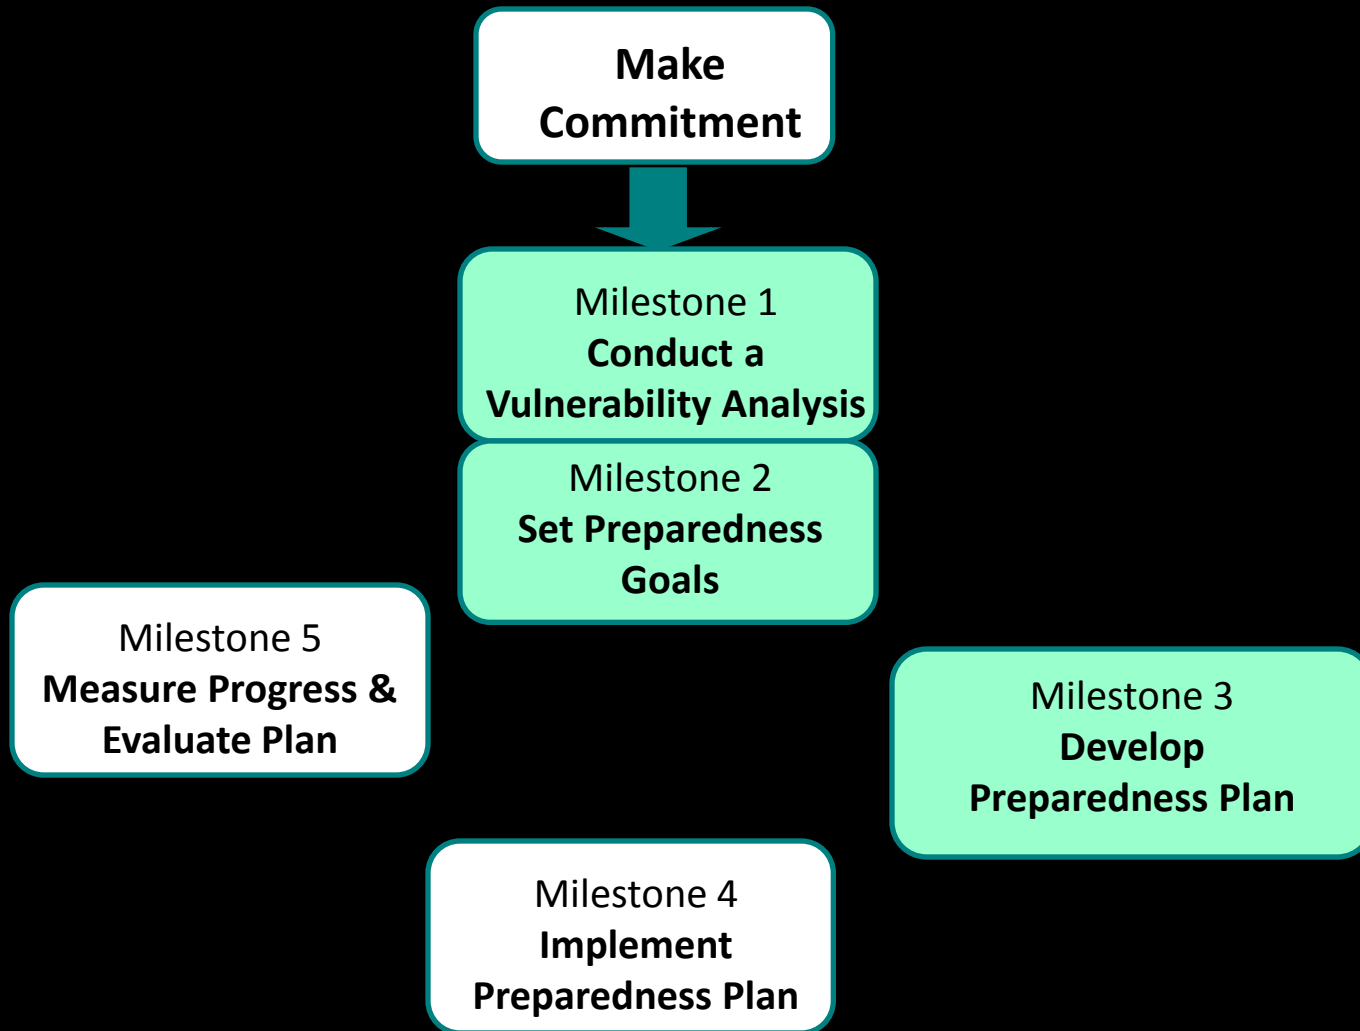 Make
Commitment
Milestone 1
Conduct a
Vulnerability Analysis
Milestone 2
Set Preparedness
Goals
Milestone 5
Measure Progress &
Evaluate Plan
Milestone 3
Develop
Preparedness Plan
Milestone 4
Implement
Preparedness Plan